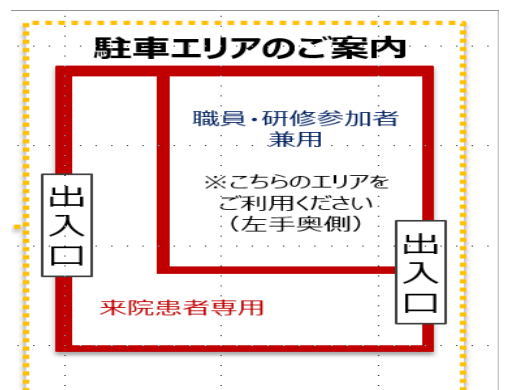 駐車エリアのご案内
職員・研修参加者
兼用
※こちらのエリアを
ご利用ください
（左手奥側）
出入口
出入口
来院患者専用